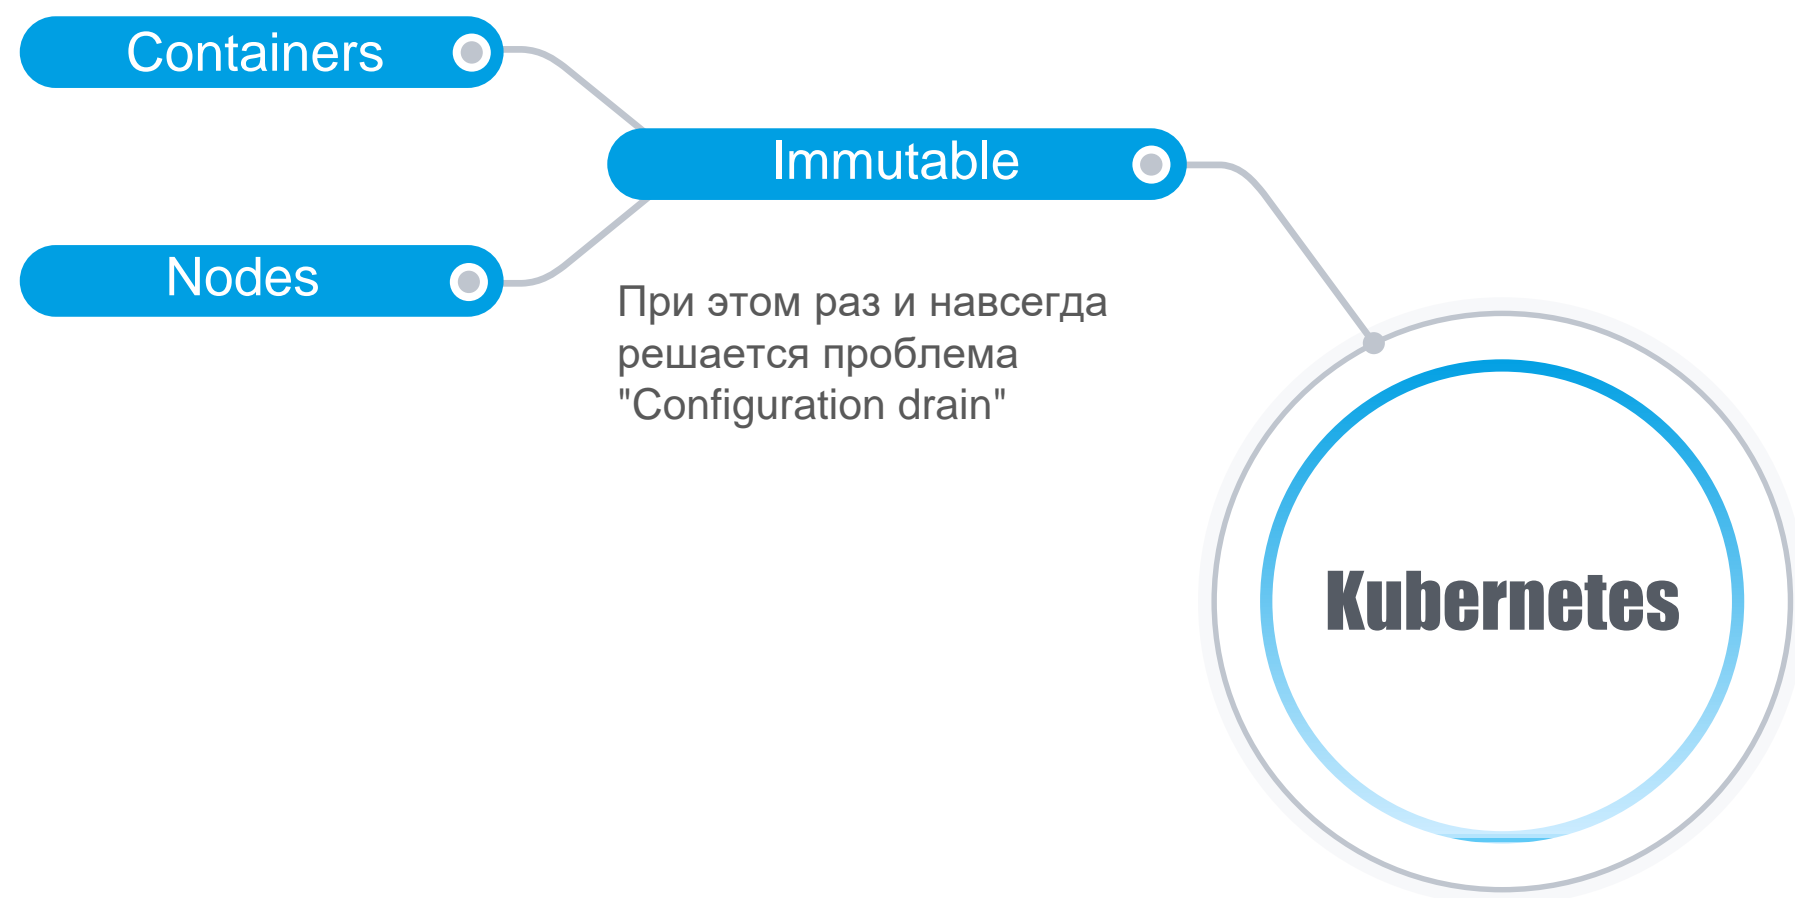 Containers
Immutable
Nodes
При этом раз и навсегда
решается проблема
"Configuration drain"
Kubernetes